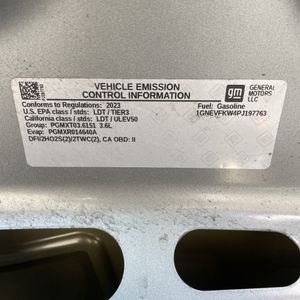 VEHICLE EMISSION
CONTROL INFORMATION
gm
GENERAL
MOTORS
LLC
Conforms to Regulations: 2023
Fuel: Gasoline
U.S. EPA class / stds: LDT / TIER3
1GNEVFKW4PJ197763
California class / stds: LDT / ULEV50
Group: PGMXT03.6151 3.6L
Evap: PGMXR014640A
DFI/2HO2S(2)/2TWC(2), CA OBD: II